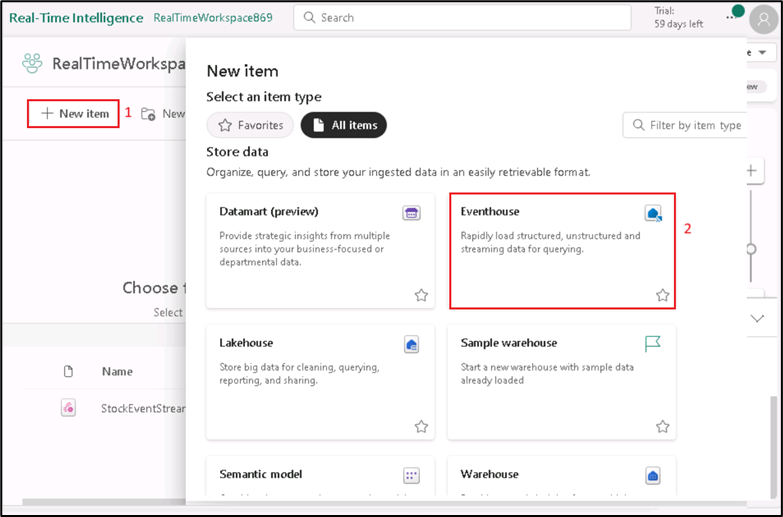 Real-Time Intelligence RealTimeWorkspace869
Search
Trial:
59 days left
RealTimeWorkspa
New item
Select an item type
+ New item 1
New
Favorites
All items
Filter by item type
Store data
Organize, query, and store your ingested data in an easily retrievable format.
Datamart (preview)
Provide strategic insights from multiple
sources into your business-focused or
departmental data.
Eventhouse
Rapidly load structured, unstructured and
streaming data for querying.
2
Choose
Select
Lakehouse
Store big data for cleaning, querying,
reporting, and sharing.
Sample warehouse
Start a new warehouse with sample data
already loaded
Name
StockEventStrear
Semantic model
Warehouse